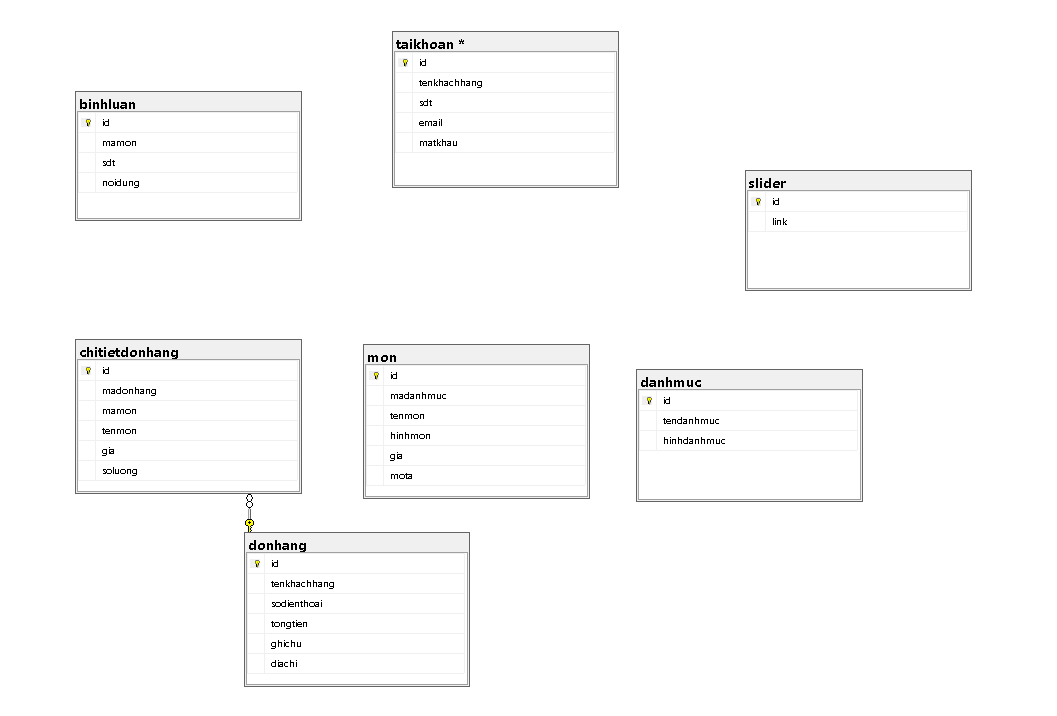 taikhoan *
id
tenkhachhang
sdt
email
matkhau
binhluan
id
mamon
sdt
noidung
slider
id
link
chitietdonhang
id
madonhang
mamon
tenmon
gia
soluong
mon
id
madanhmuc
tenmon
hinhmon
gia
mota
danhmuc
id
tendanhmuc
hinhdanhmuc
donhang
id
tenkhachhang
sodienthoai
tongtien
ghichu
diachi